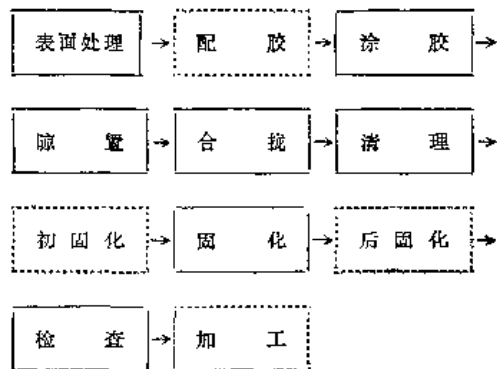 表面处理 → 配胶 → 涂胶 →
晾置 → 合拢 → 清理 →
初固化 → 固化 → 后固化 →
检查 → 加工